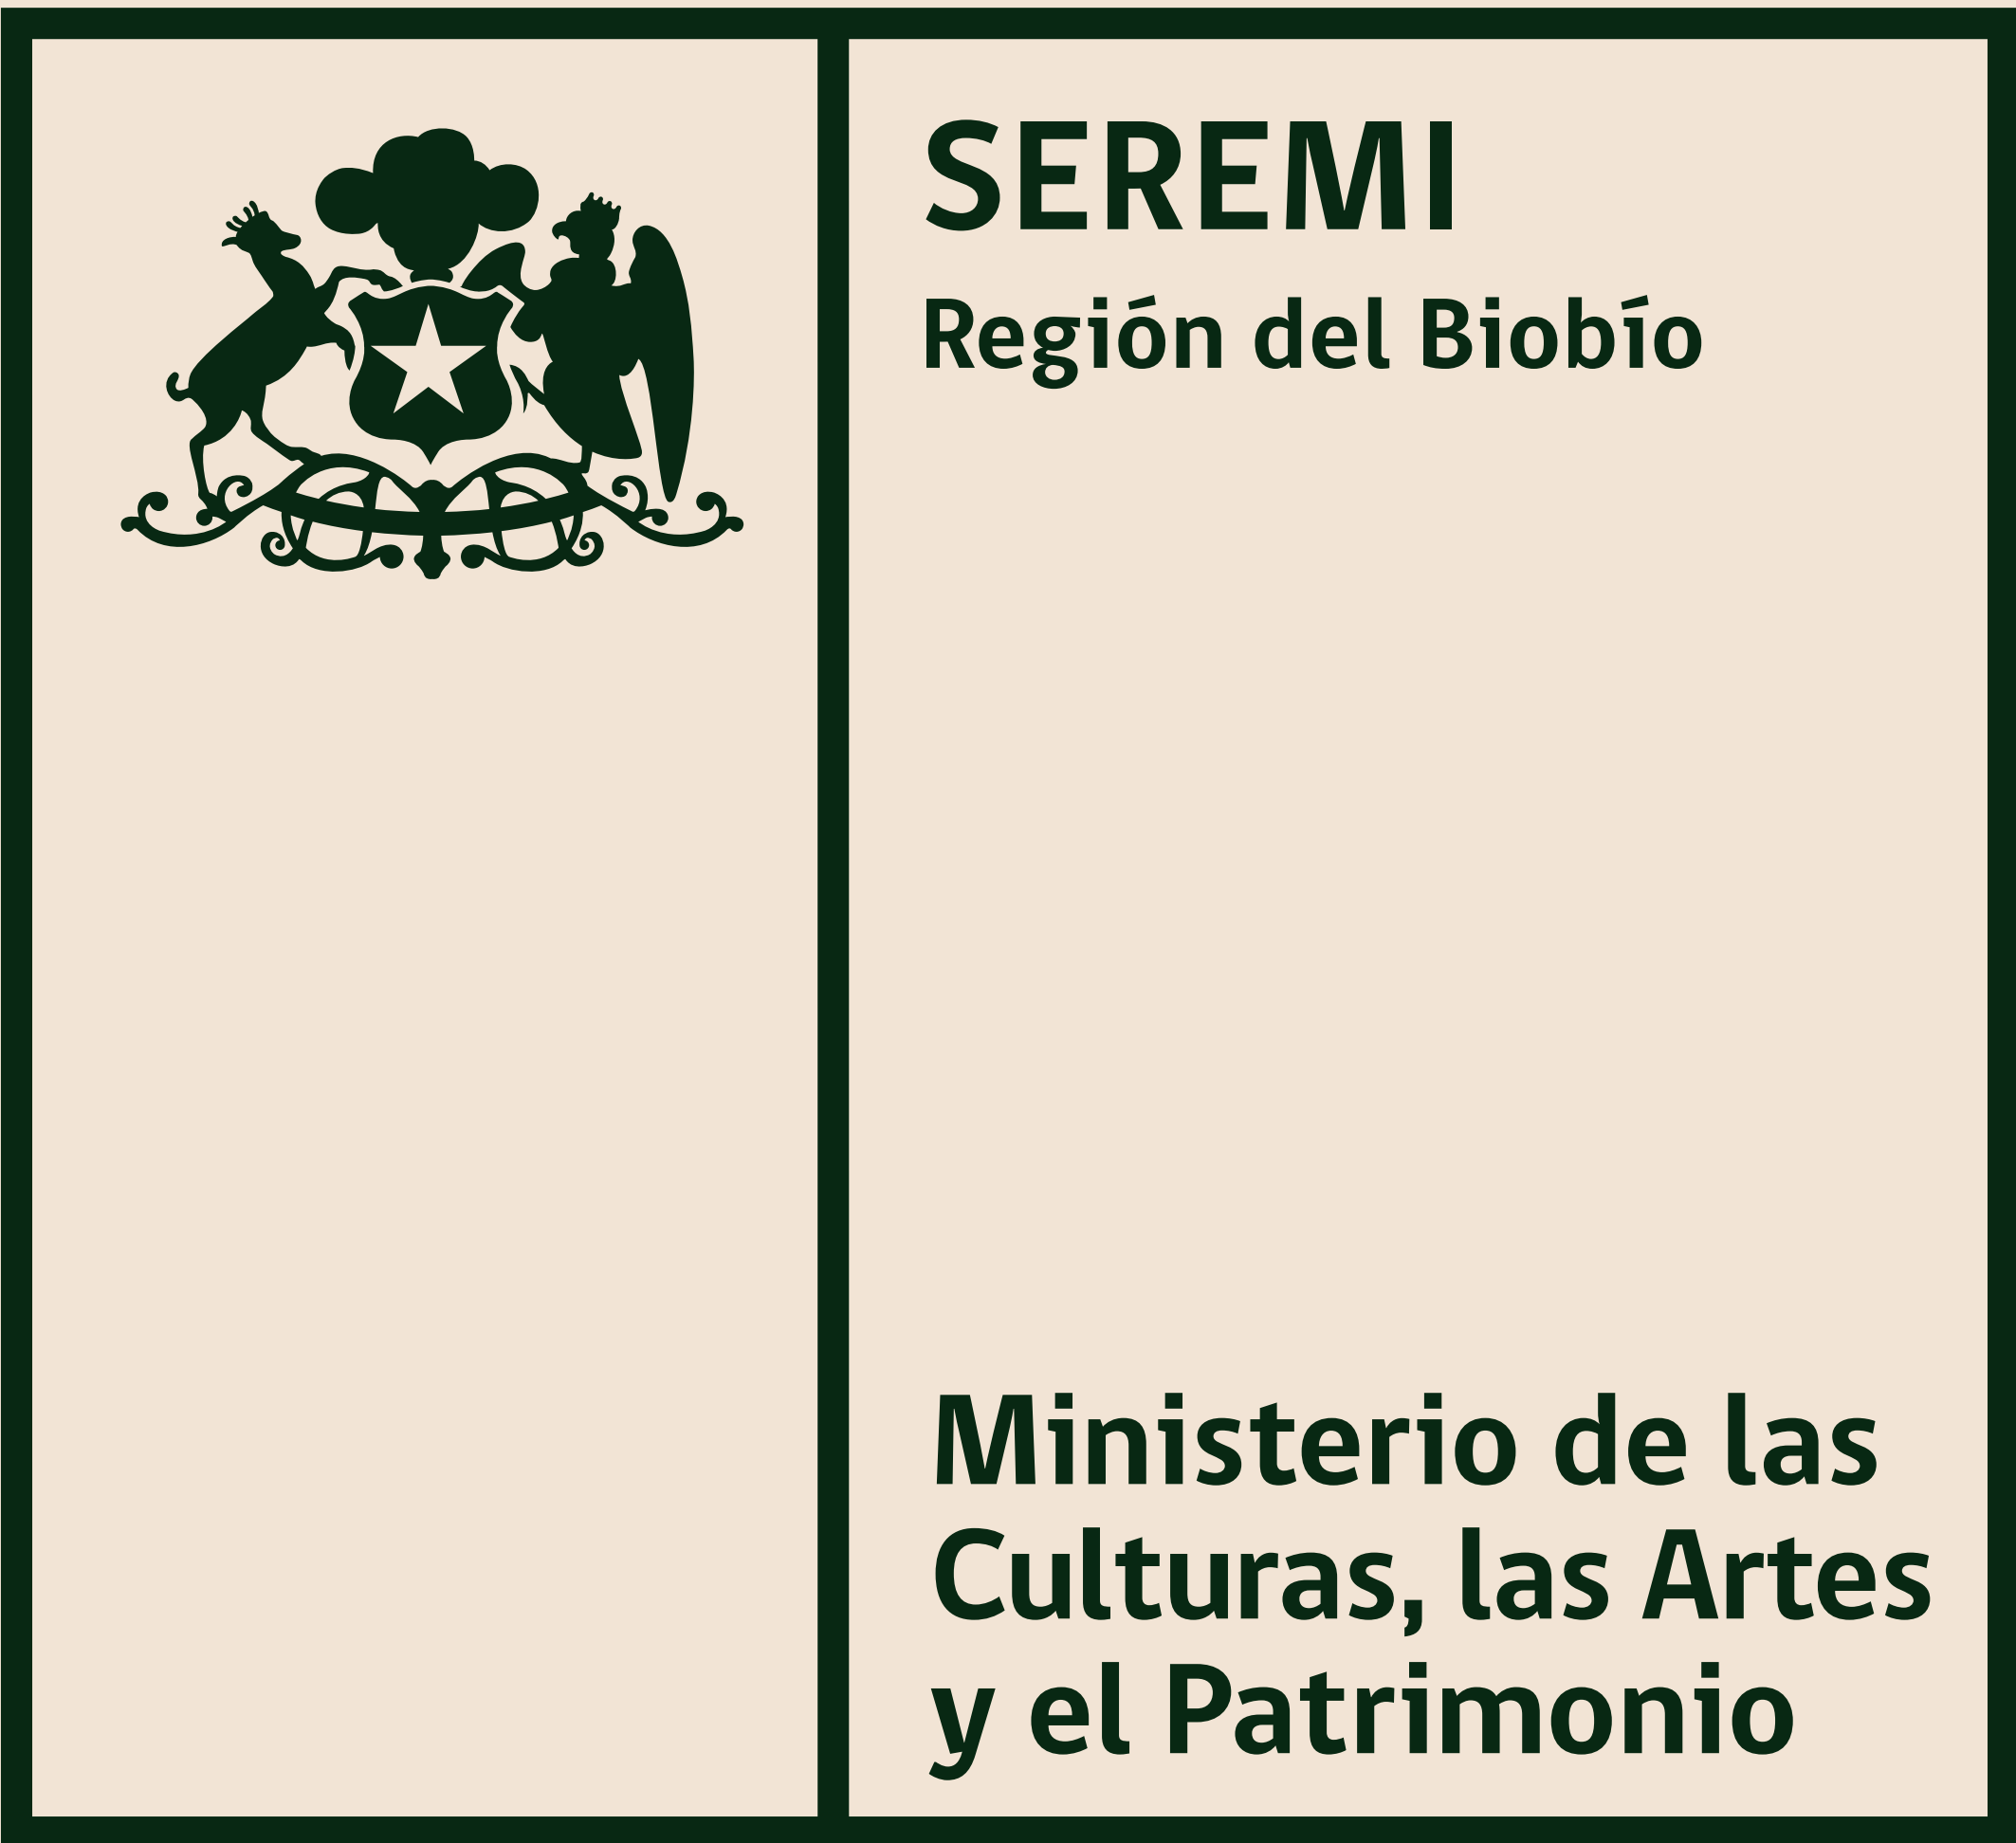 SEREMI
Región del Biobío
Ministerio de las
Culturas, las Artes
y el Patrimonio